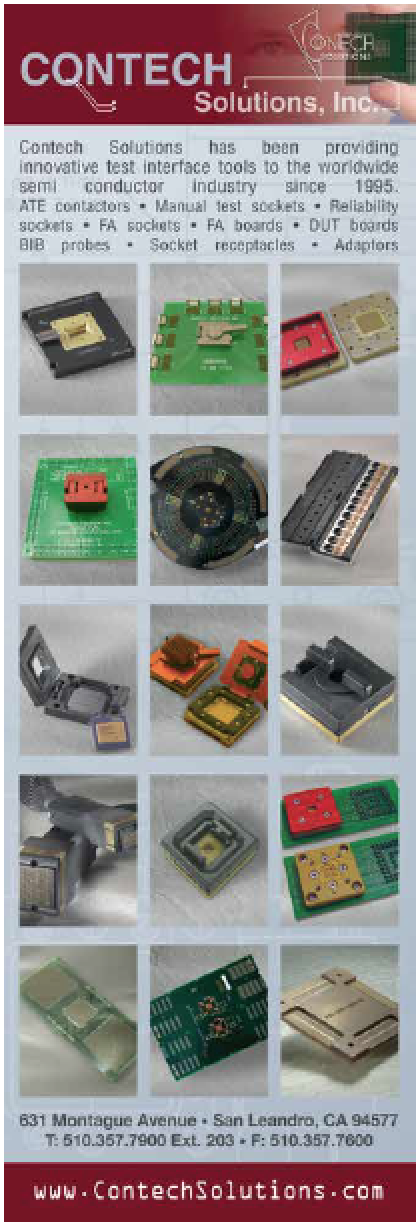 CONTECH
SOLUTIONS
CONTECH
Solutions, Inc.
Contech Solutions has been providing
innovative test interface tools to the worldwide
semi conductor industry since 1995.
ATE contactors • Manual test sockets • Reliability
sockets • FA sockets • FA boards • DUT boards
BIB probes • Socket receptacles • Adaptors
631 Montague Avenue • San Leandro, CA 94577
T: 510.357.7900 Ext. 203 • F: 510.357.7600
www.ContechSolutions.com